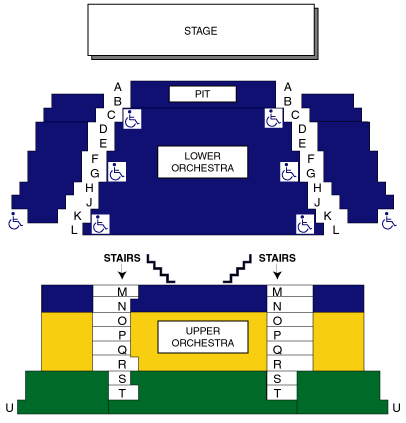 STAGE
A A
B PIT B
C C
D D
E E
F LOWER F
G ORCHESTRA G
H H
J J
K K
L L
STAIRS STAIRS
M M
N N
O O
P UPPER P
Q ORCHESTRA Q
R R
S S
T T
U U